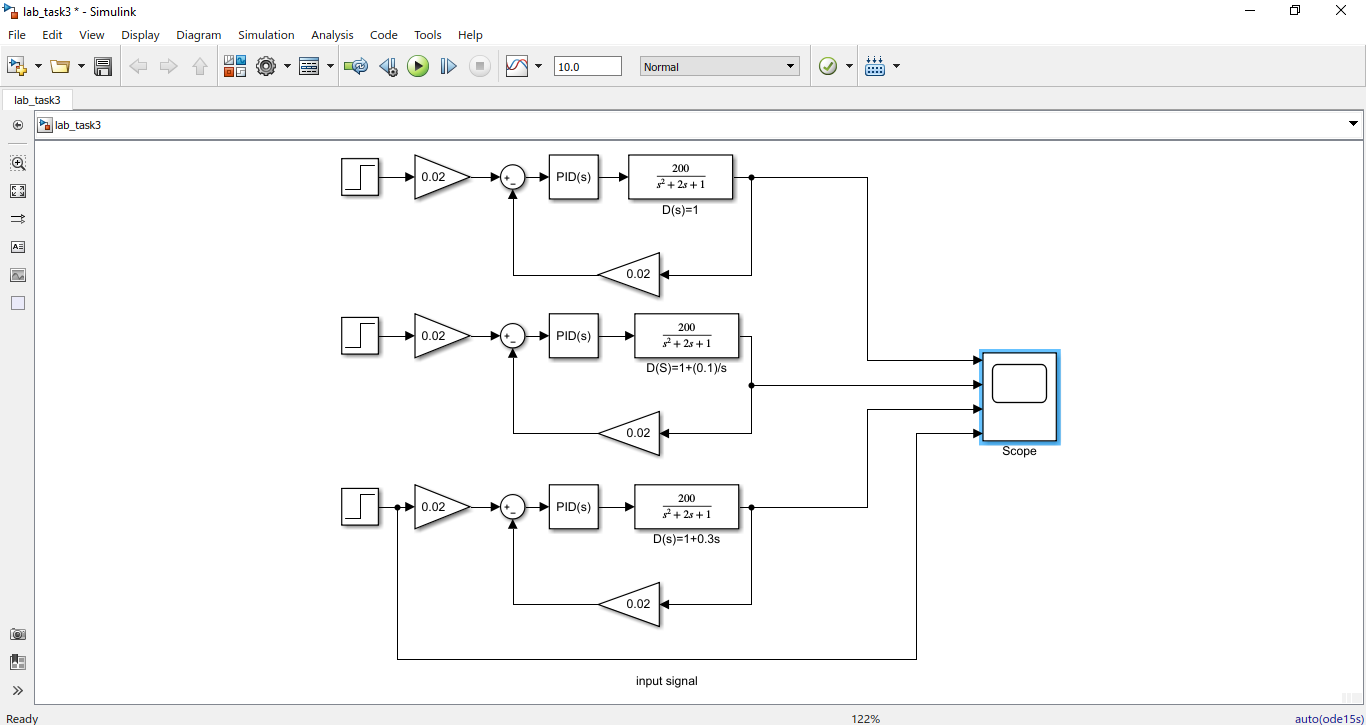 lab_task3 * - Simulink
File Edit View Display Diagram Simulation Analysis Code Tools Help
10.0 Normal
lab_task3
lab_task3
0.02 + - PID(s) 200
s² + 2s + 1
D(s)=1
0.02
0.02 + - PID(s) 200
s² + 2s + 1
D(S)=1+(0.1)/s
0.02
Scope
0.02 + - PID(s) 200
s² + 2s + 1
D(s)=1+0.3s
0.02
input signal
Ready 122% auto(ode15s)